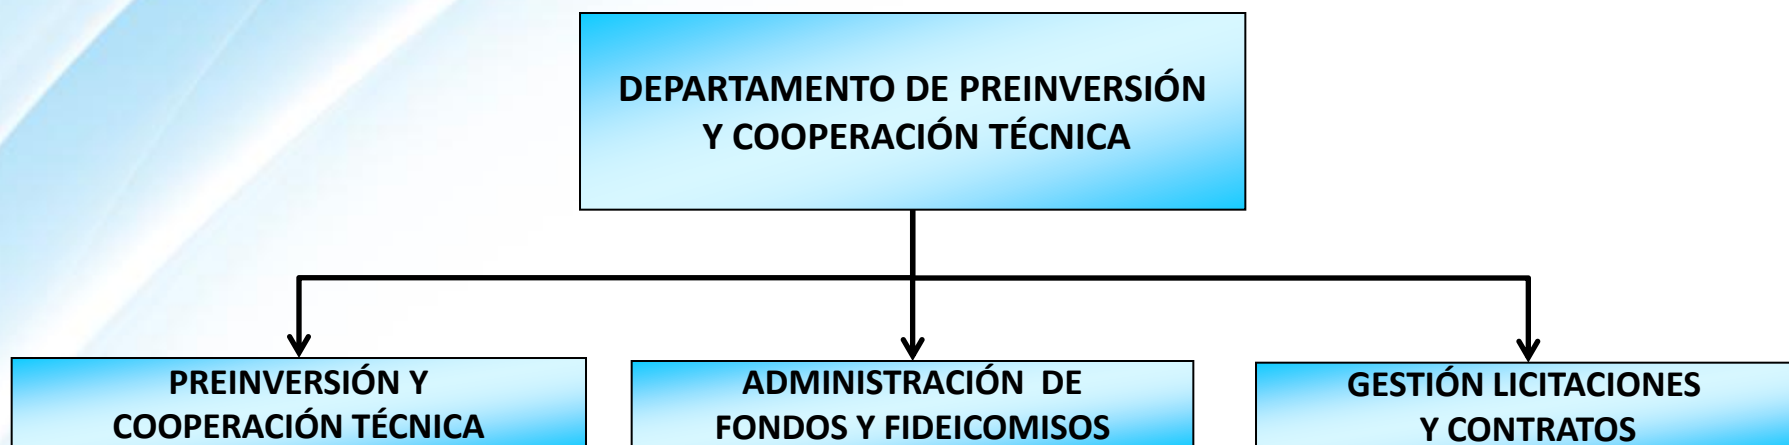 DEPARTAMENTO DE PREINVERSIÓN
Y COOPERACIÓN TÉCNICA
PREINVERSIÓN Y
COOPERACIÓN TÉCNICA
ADMINISTRACIÓN DE
FONDOS Y FIDEICOMISOS
GESTIÓN LICITACIONES
Y CONTRATOS